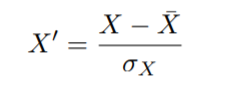 X′ = (X − X̄) / σ_X